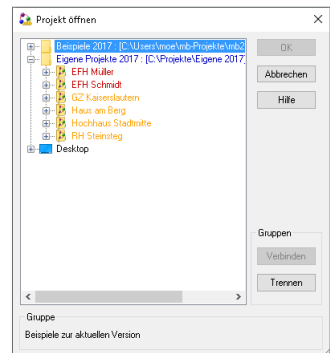 Projekt öffnen
Beispiele 2017 : [C:\Users\moe\mb-Projekte\mb2
Eigene Projekte 2017 : [C:\Projekte\Eigene 2017]
EFH Müller
EFH Schmidt
GZ Kaiserslautern
Haus am Berg
Hochhaus Stadtmitte
RH Steinsteg
Desktop
OK
Abbrechen
Hilfe
Gruppen
Verbinden
Trennen
Gruppe
Beispiele zur aktuellen Version